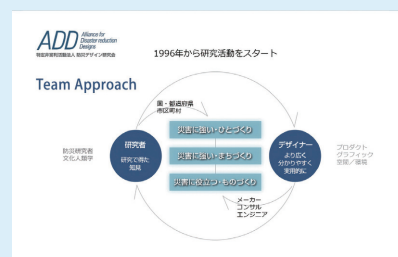 ADD
Alliance for
Disaster reduction
Designs
特定非営利活動法人 防災デザイン研究会
1996年から研究活動をスタート
Team Approach
国・都道府県
市区町村
災害に強い・ひとづくり
災害に強い・まちづくり
災害に役立つ・ものづくり
防災研究者
文化人類学
研究者
研究で得た
知見
デザイナー
より広く
分かりやすく
実用的に
プロダクト
グラフィック
空間／環境
メーカー
コンサル
エンジニア